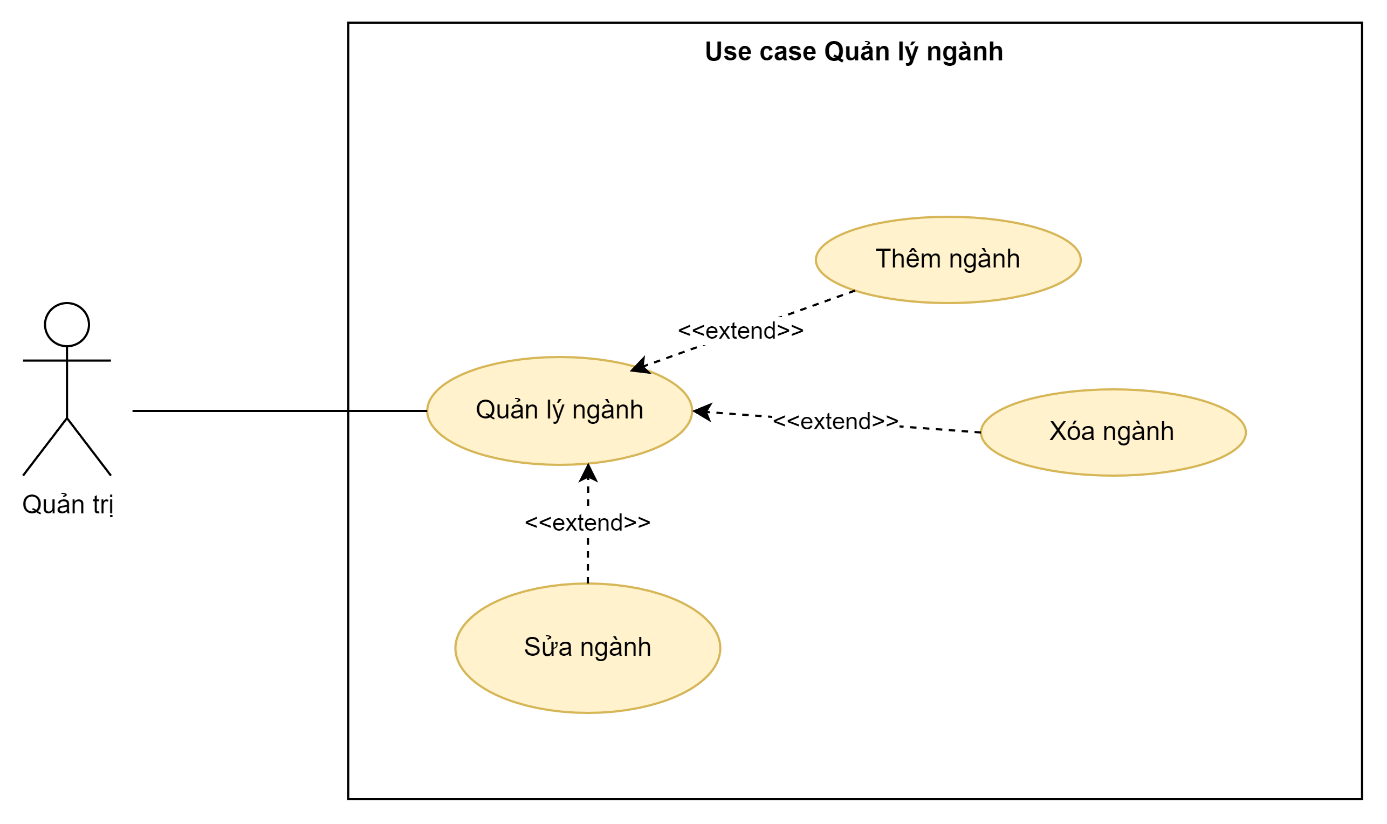 Use case Quản lý ngành
Thêm ngành
<<extend>>
Quản lý ngành
<<extend>>
Xóa ngành
Quản trị
<<extend>>
Sửa ngành